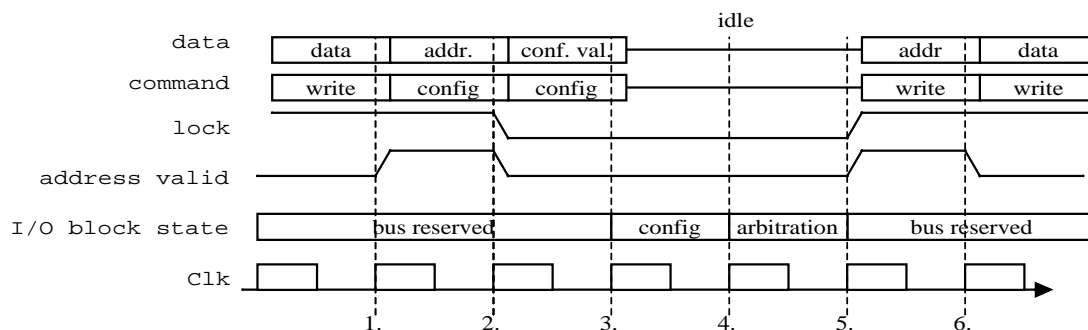 idle
data data addr. conf. val. addr data
command write config config write write
lock
address valid
I/O block state bus reserved config arbitration bus reserved
Clk
1. 2. 3. 4. 5. 6.